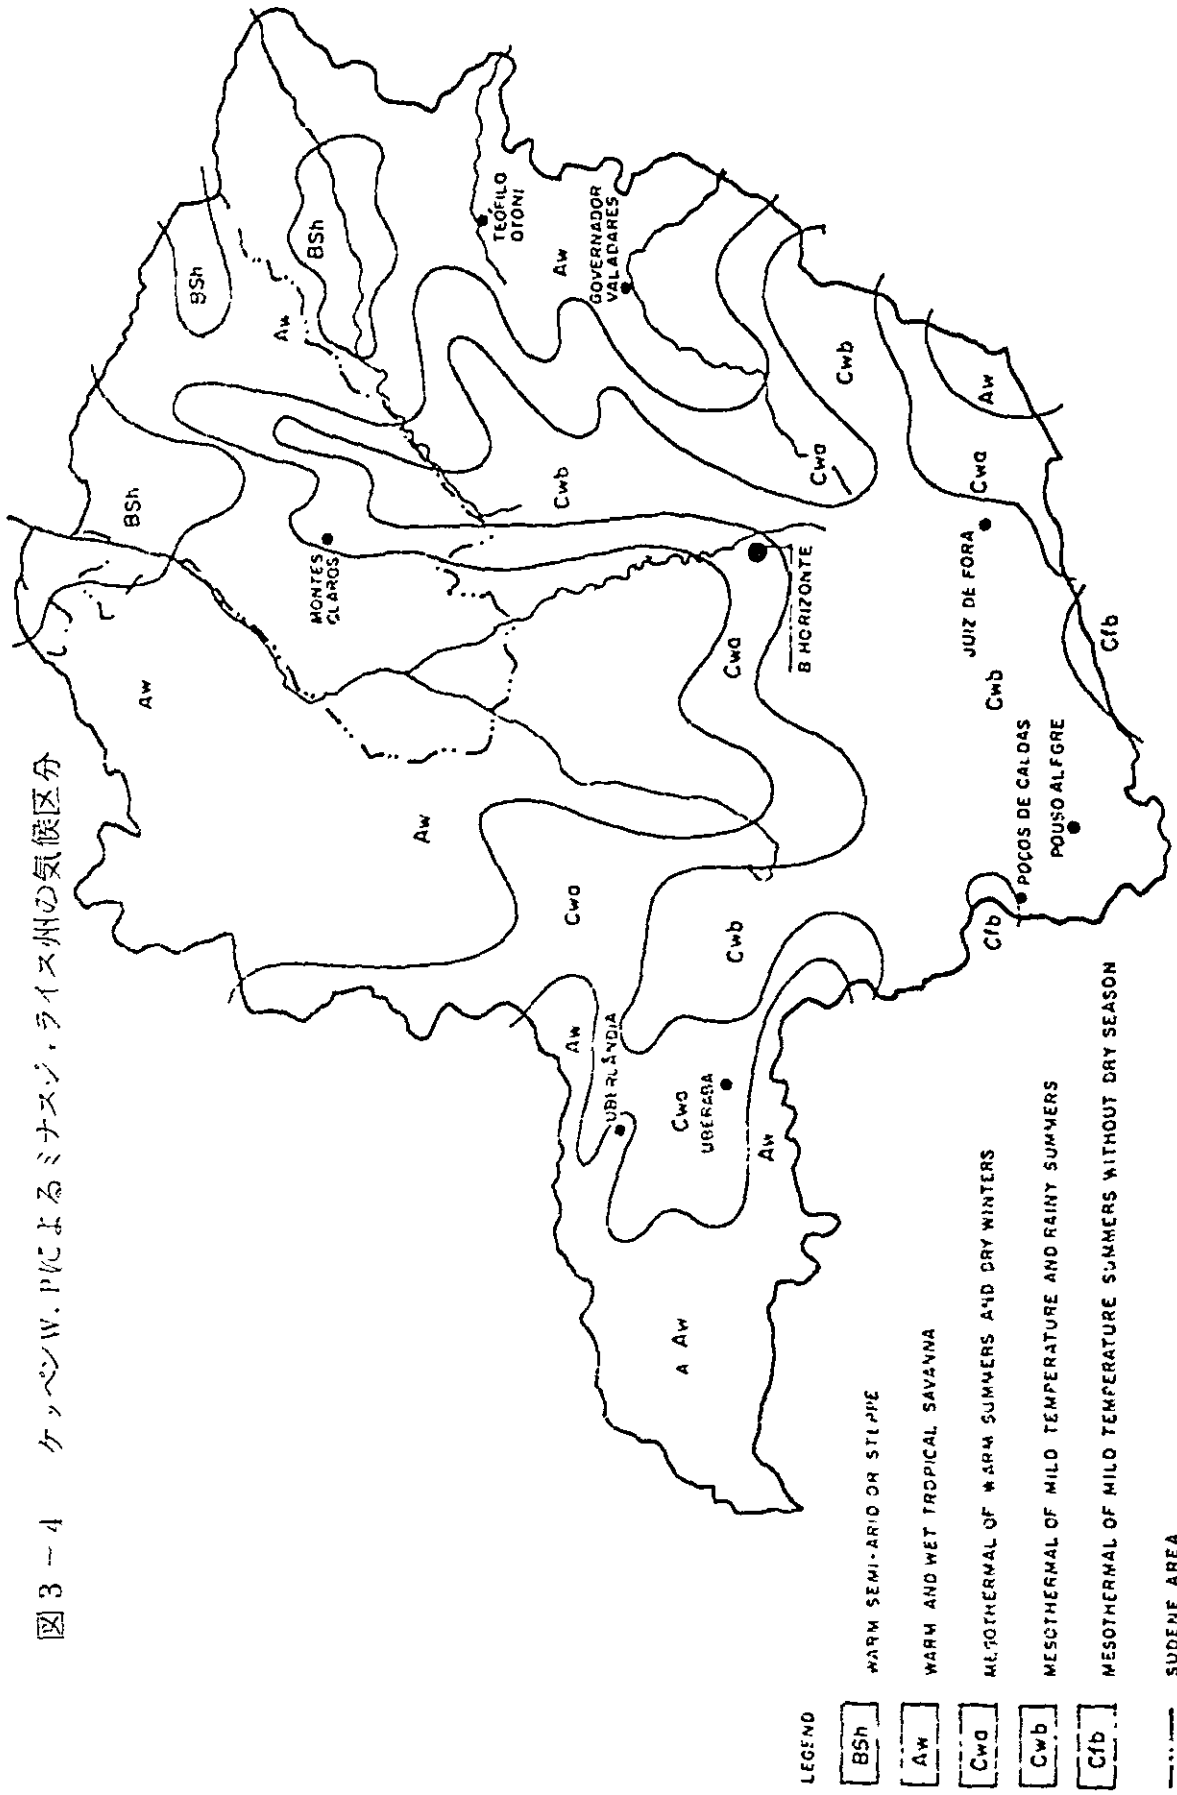 図3-4 ケッペンW.Pによるミナスジ・ライス州の気候区分
BSh
BSh
BSh
Aw
Aw
Aw
Aw
MONTES
CLAROS
TEÓFILO
OTONI
GOVERNADOR
VALADARES
Cwb
Cwa
Cwb
Aw
Cwa
Cwa
B HORIZONTE
JUIZ DE FORA
Cwb
Cfb
Cwa
Cwb
Aw
UBERLÂNDIA
Cwa
UBERABA
Aw
A Aw
Cfb
POÇOS DE CALDAS
POUSO ALEGRE
LEGEND
BSh WARM SEMI-ARID OR STEPPE
Aw WARM AND WET TROPICAL SAVANNA
Cwa MESOTHERMAL OF WARM SUMMERS AND DRY WINTERS
Cwb MESOTHERMAL OF MILD TEMPERATURE AND RAINY SUMMERS
Cfb MESOTHERMAL OF MILD TEMPERATURE SUMMERS WITHOUT DRY SEASON
SUDENE AREA